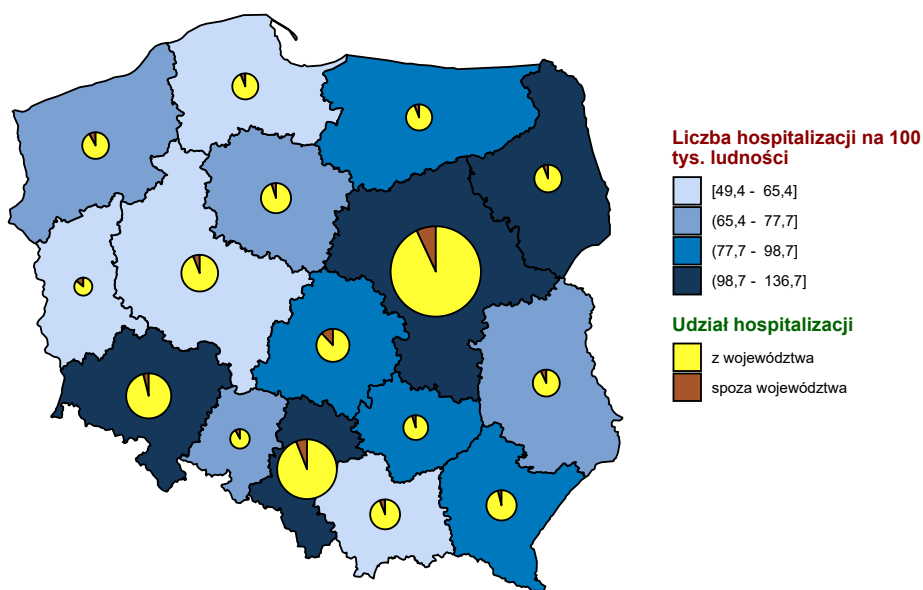 Liczba hospitalizacji na 100
tys. ludności
[49,4 - 65,4]
(65,4 - 77,7]
(77,7 - 98,7]
(98,7 - 136,7]
Udział hospitalizacji
z województwa
spoza województwa